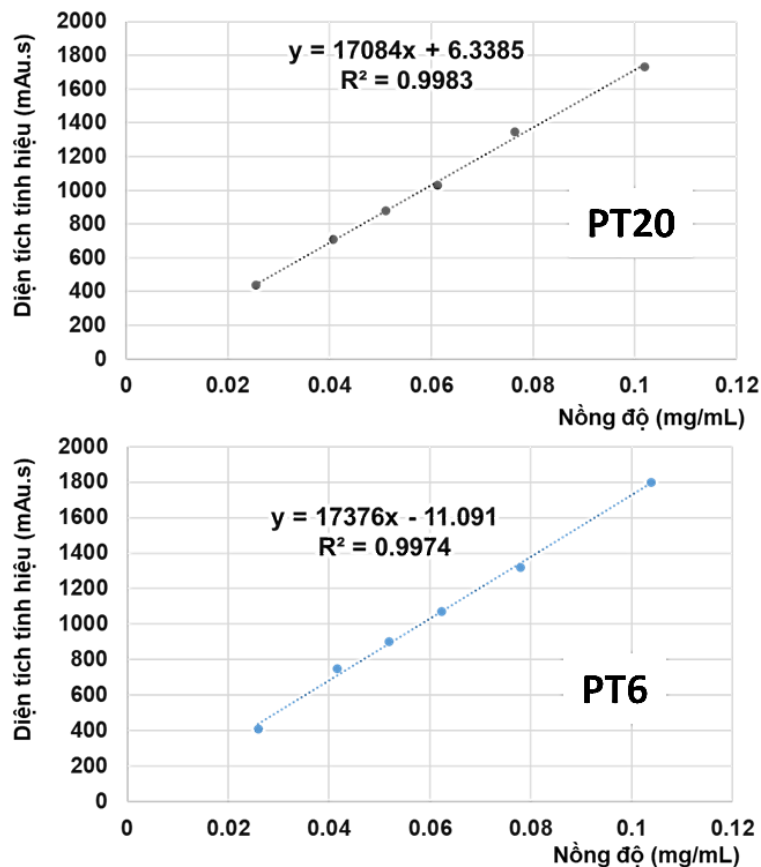 2000
1800
1600
1400
1200
1000
800
600
400
200
0
Diện tích tính hiệu (mAu.s)
y = 17084x + 6.3385
R² = 0.9983
PT20
0 0.02 0.04 0.06 0.08 0.1 0.12
Nồng độ (mg/mL)
2000
1800
1600
1400
1200
1000
800
600
400
200
0
Diện tích tính hiệu (mAu.s)
y = 17376x - 11.091
R² = 0.9974
PT6
0 0.02 0.04 0.06 0.08 0.1 0.12
Nồng độ (mg/mL)